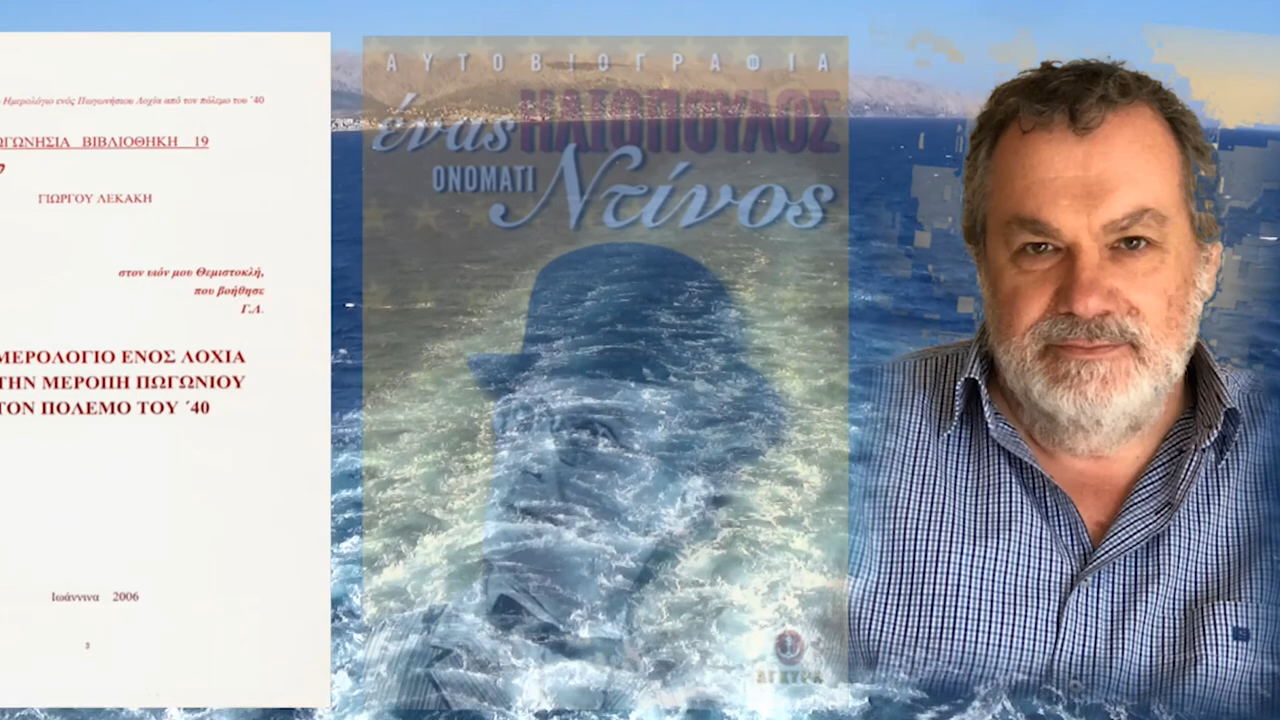 Ημερολόγιο ενός Πωγωνήσιου Λοχία από τον πόλεμο του ΄40
ΩΓΩΝΗΣΙΑ ΒΙΒΛΙΟΘΗΚΗ 19
ΓΙΩΡΓΟΥ ΛΕΚΑΚΗ
στον υιόν μου Θεμιστοκλή,
που βοήθησε
Γ.Λ.
ΜΕΡΟΛΟΓΙΟ ΕΝΟΣ ΛΟΧΙΑ
ΤΗΝ ΜΕΡΟΠΗ ΠΩΓΩΝΙΟΥ
ΤΟΝ ΠΟΛΕΜΟ ΤΟΥ ΄40
Ιωάννινα 2006
3
ΑΥΤΟΒΙΟΓΡΑΦΙΑ
ένας ΗΛΙΟΠΟΥΛΟΣ
ΟΝΟΜΑΤΙ Ντίνος
ΑΓΚΥΡΑ